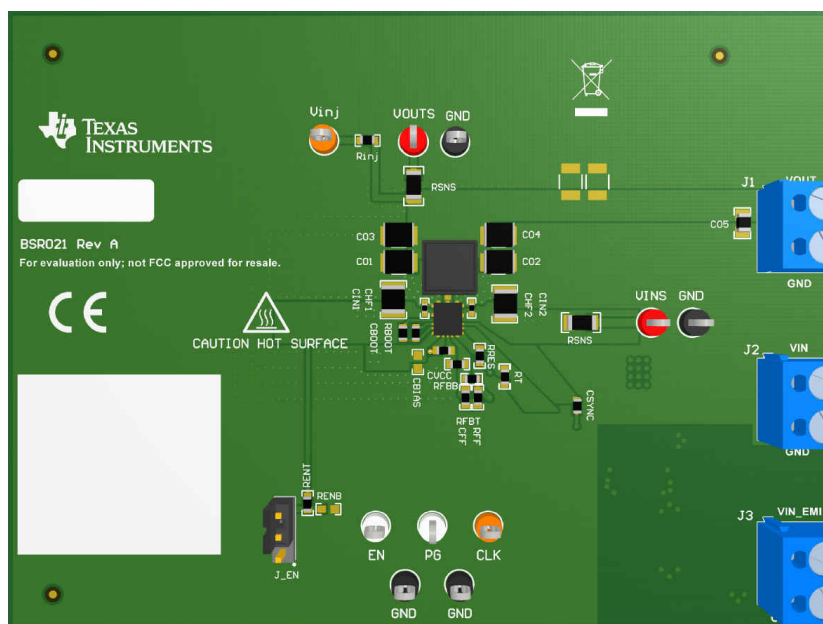 TEXAS
INSTRUMENTS
BSR021 Rev A
For evaluation only; not FCC approved for resale.
CE
CAUTION HOT SURFACE
Vinj
VOUTS
GND
Rinj
RSNS
CO3
CO4
CO1
CO2
CIN1
CHF1
CHF2
CIN2
CBOOT
RBOOT
CVCC
RFBB
CBIAS
RRES
RT
RFBT
CFF
RFF
CSYNC
RSNS
VINS
GND
J1
VOUT
CO5
GND
J2
VIN
GND
J3
VIN_EMI
RENT
RENB
J_EN
EN
PG
CLK
GND
GND